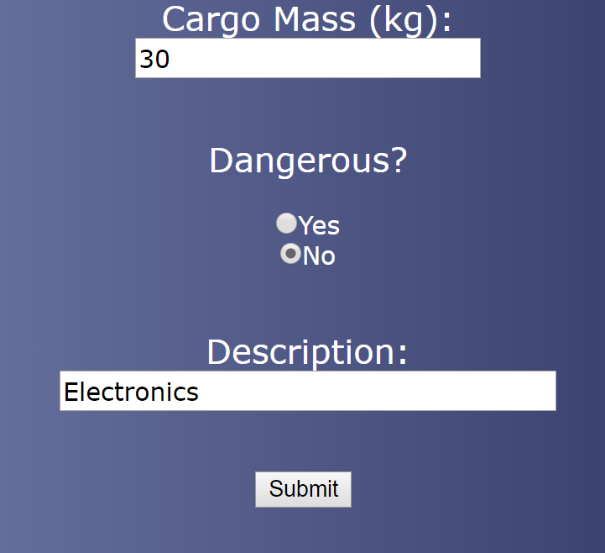 Cargo Mass (kg):
30
Dangerous?
Yes
No
Description:
Electronics
Submit